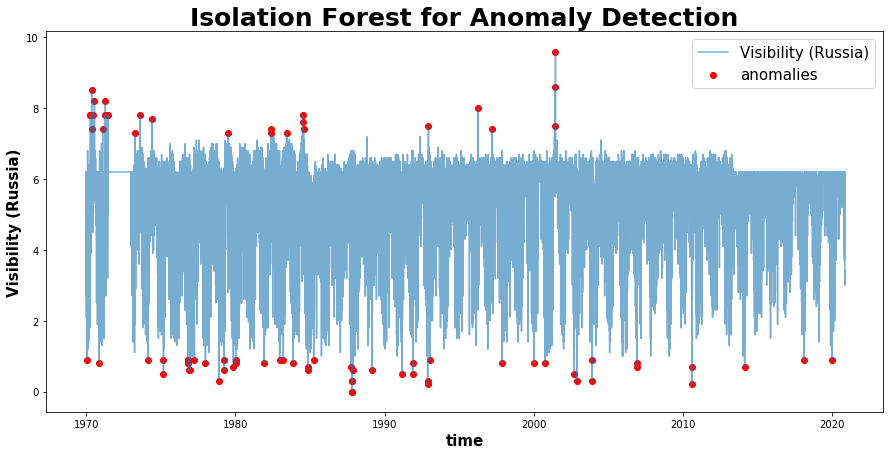 Isolation Forest for Anomaly Detection
Visibility (Russia)
anomalies
Visibility (Russia)
10
8
6
4
2
0
1970
1980
1990
2000
2010
2020
time